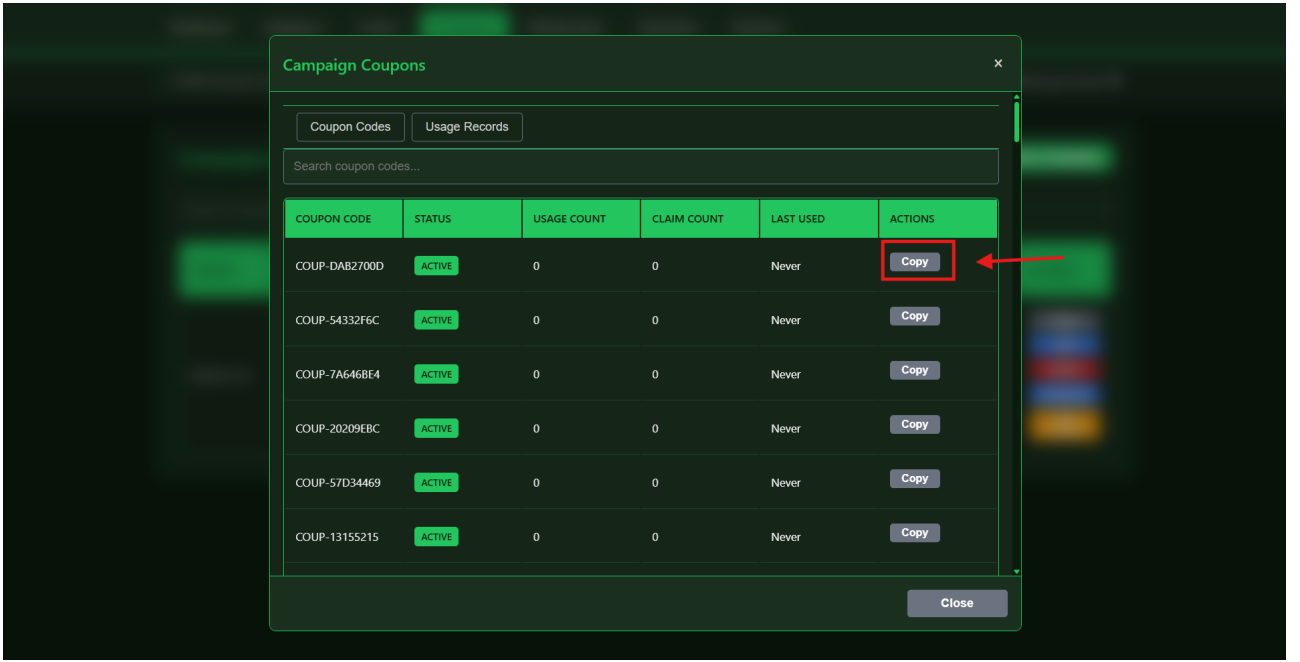 Campaign Coupons ×
Coupon Codes Usage Records
Search coupon codes...
COUPON CODE STATUS USAGE COUNT CLAIM COUNT LAST USED ACTIONS
COUP-DAB2700D ACTIVE 0 0 Never Copy
COUP-54332F6C ACTIVE 0 0 Never Copy
COUP-7A646BE4 ACTIVE 0 0 Never Copy
COUP-20209EBC ACTIVE 0 0 Never Copy
COUP-57D34469 ACTIVE 0 0 Never Copy
COUP-13155215 ACTIVE 0 0 Never Copy
Close